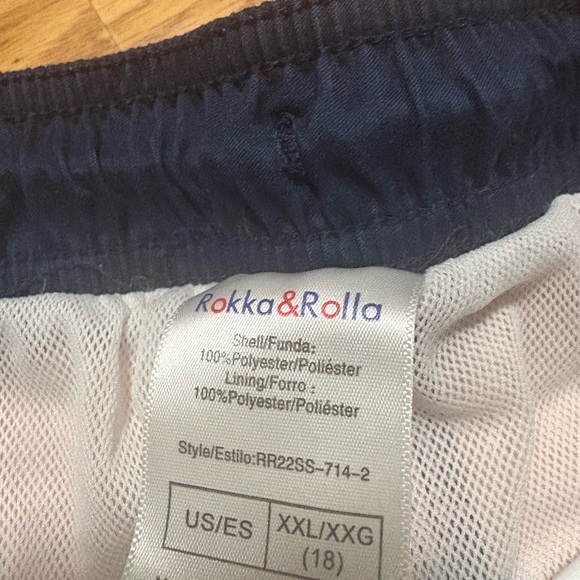 Rokka&Rolla
Shell/Funda:
100%Polyester/Poliéster
Lining/Forro :
100%Polyester/Poliéster
Style/Estilo:RR22SS-714-2
US/ES XXL/XXG
(18)